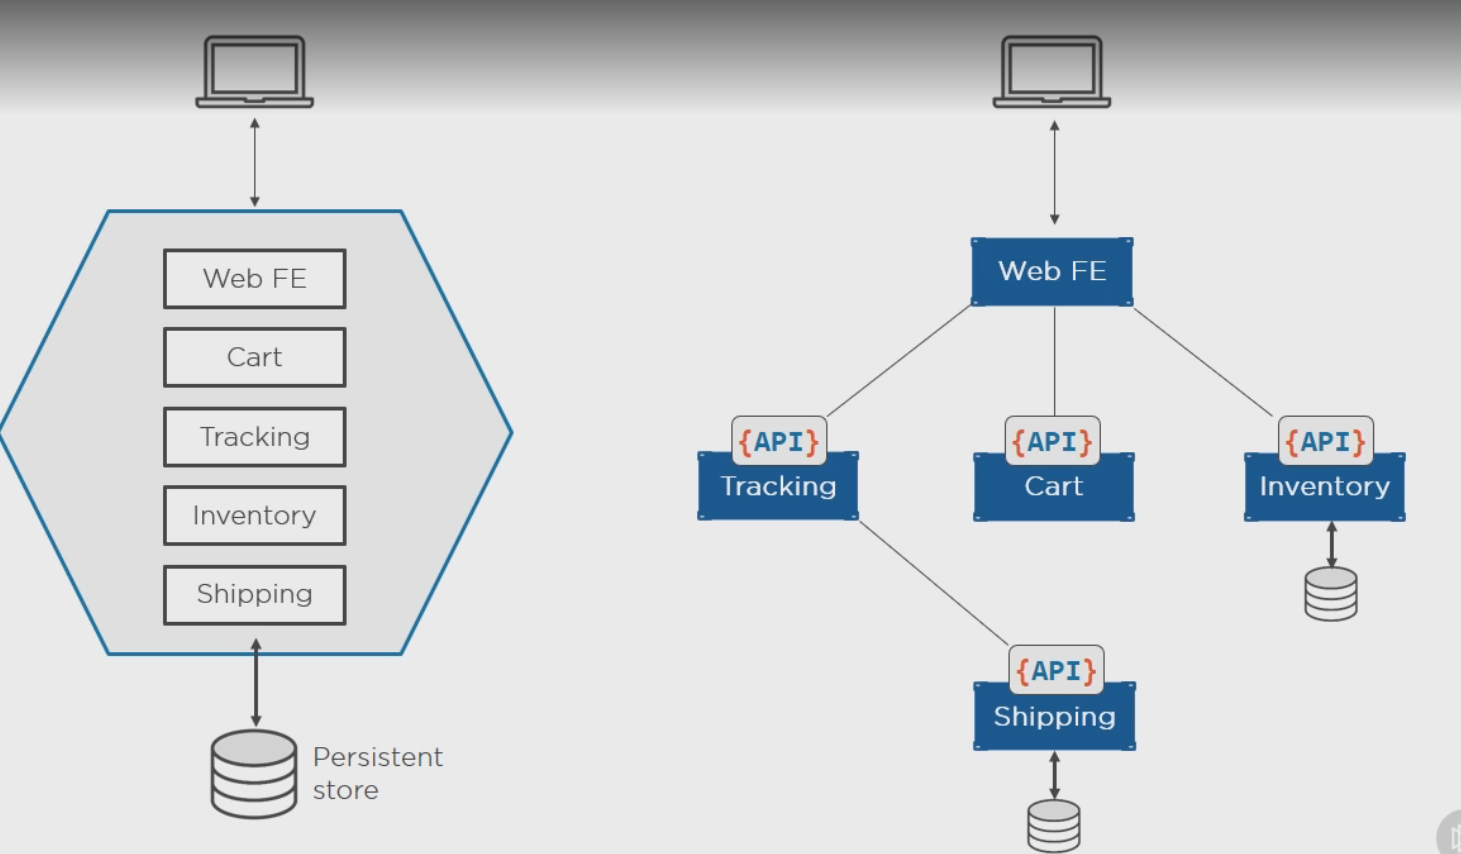 Web FE
Cart
Tracking
Inventory
Shipping
Persistent
store
Web FE
{API}
Tracking
{API}
Cart
{API}
Inventory
{API}
Shipping